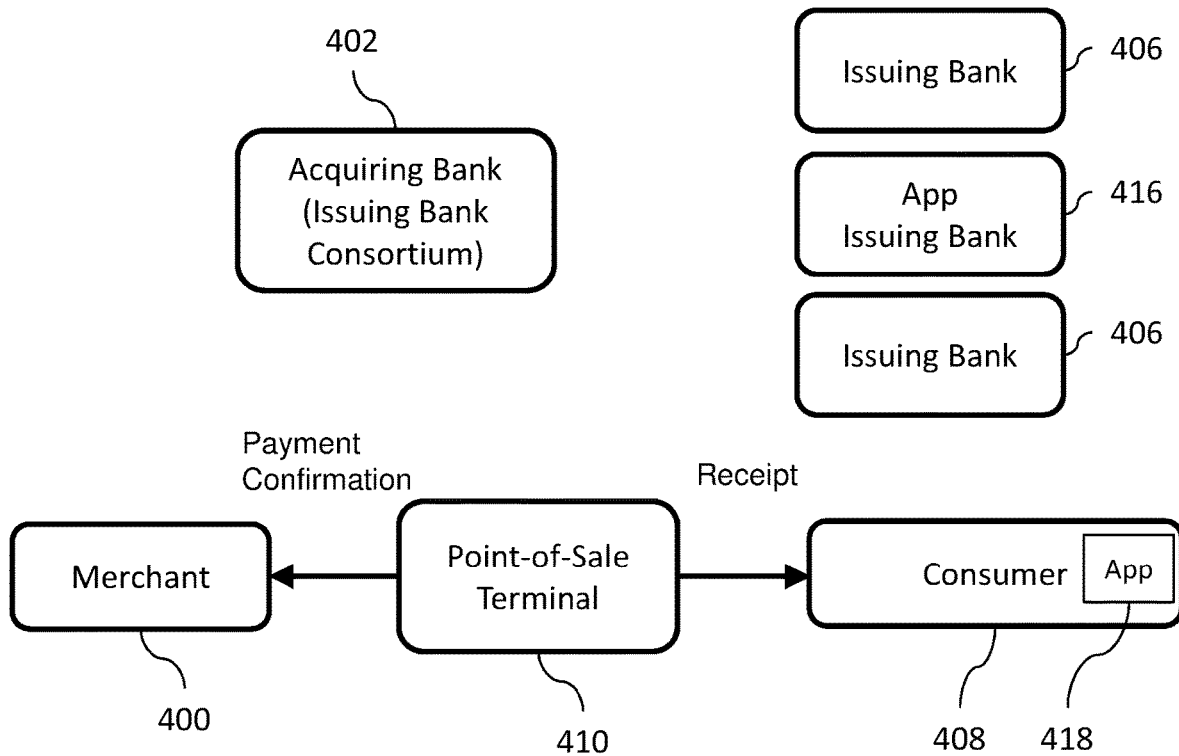 402
Acquiring Bank
(Issuing Bank
Consortium)
Issuing Bank
406
App
Issuing Bank
416
Issuing Bank
406
Payment
Confirmation
Receipt
Merchant
Point-of-Sale
Terminal
Consumer
App
400
410
408
418